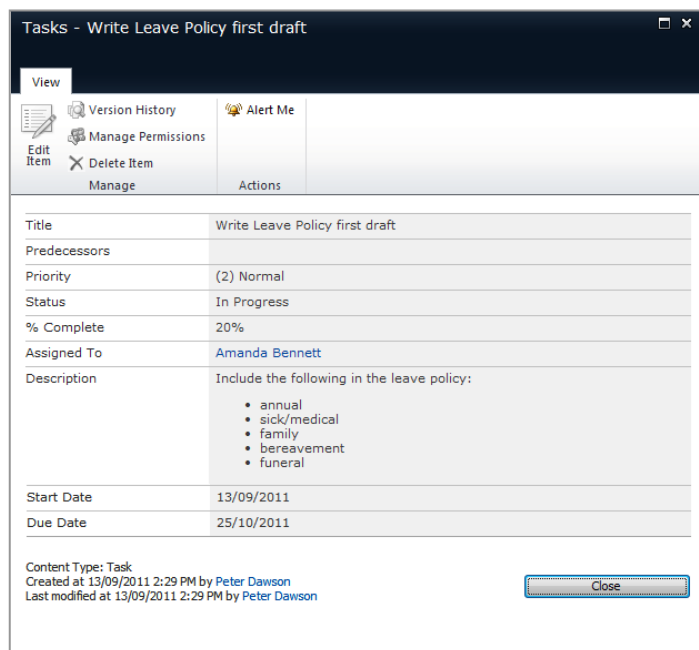 Tasks - Write Leave Policy first draft
View
Edit
Item
Version History
Manage Permissions
Delete Item
Manage
Alert Me
Actions
Title Write Leave Policy first draft
Predecessors
Priority (2) Normal
Status In Progress
% Complete 20%
Assigned To Amanda Bennett
Description Include the following in the leave policy:
• annual
• sick/medical
• family
• bereavement
• funeral
Start Date 13/09/2011
Due Date 25/10/2011
Content Type: Task
Created at 13/09/2011 2:29 PM by Peter Dawson
Last modified at 13/09/2011 2:29 PM by Peter Dawson
Close